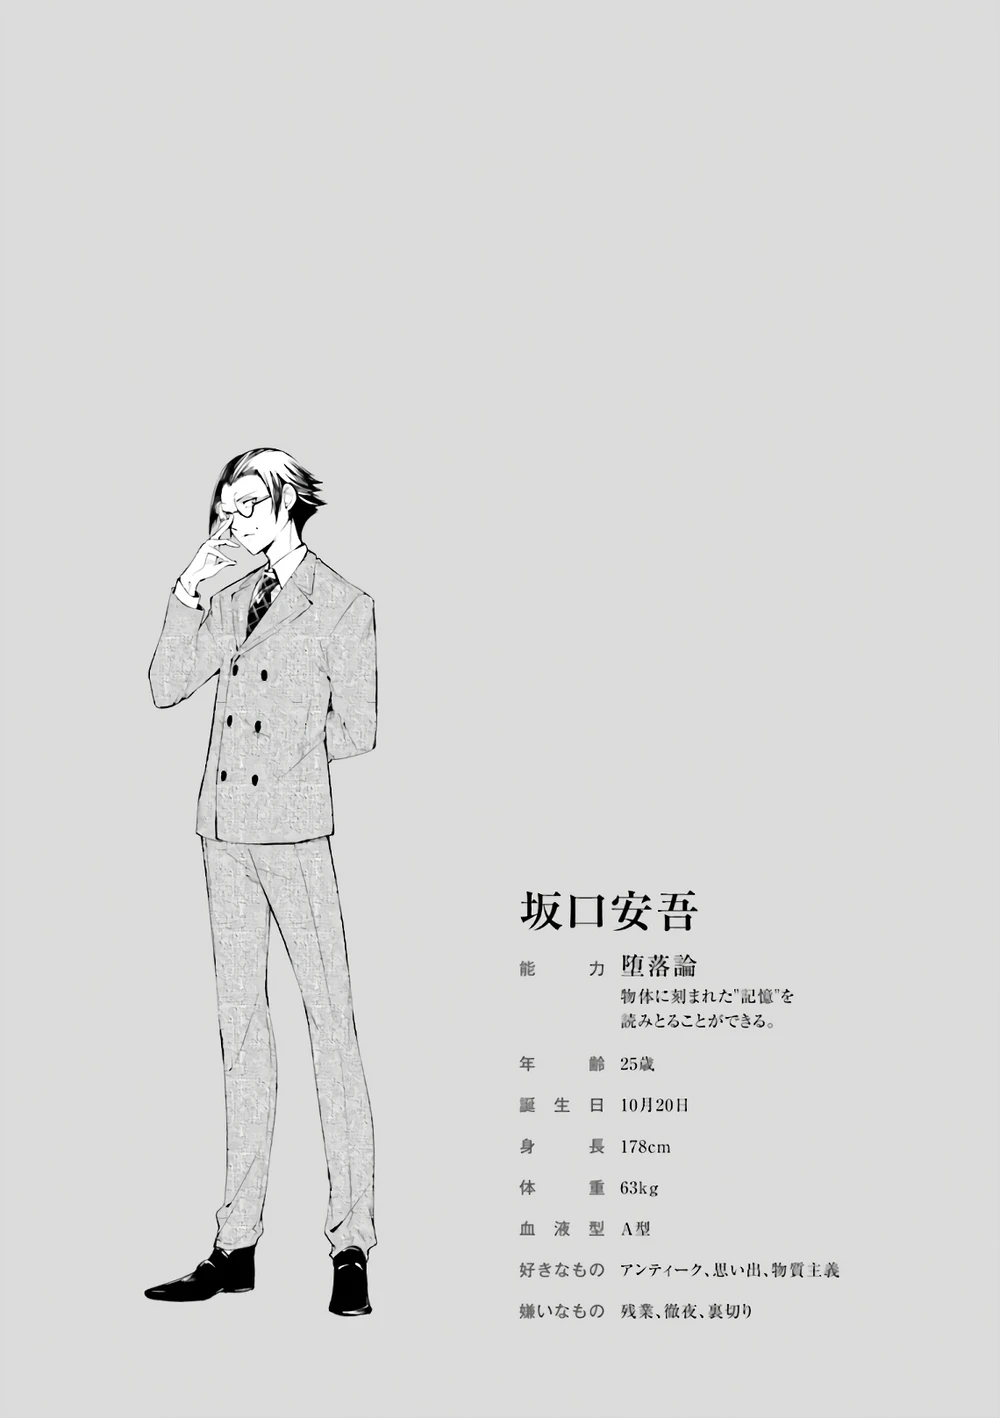 坂口安吾
能力 堕落論
物体に刻まれた"記憶"を
読みとることができる。
年齢 25歳
誕生日 10月20日
身長 178cm
体重 63kg
血液型 A型
好きなもの アンティーク、思い出、物質主義
嫌いなもの 残業、徹夜、裏切り